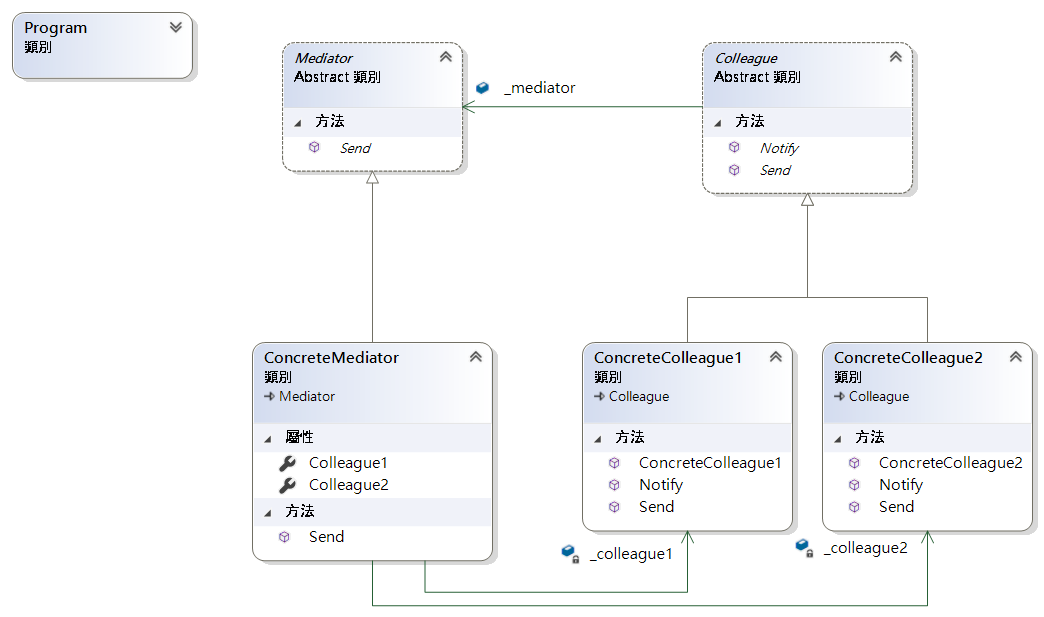 Program
類別
Mediator
Abstract 類別
方法
Send
_mediator
Colleague
Abstract 類別
方法
Notify
Send
ConcreteMediator
類別
Mediator
屬性
Colleague1
Colleague2
方法
Send
ConcreteColleague1
類別
Colleague
方法
ConcreteColleague1
Notify
Send
_colleague1
ConcreteColleague2
類別
Colleague
方法
ConcreteColleague2
Notify
Send
_colleague2